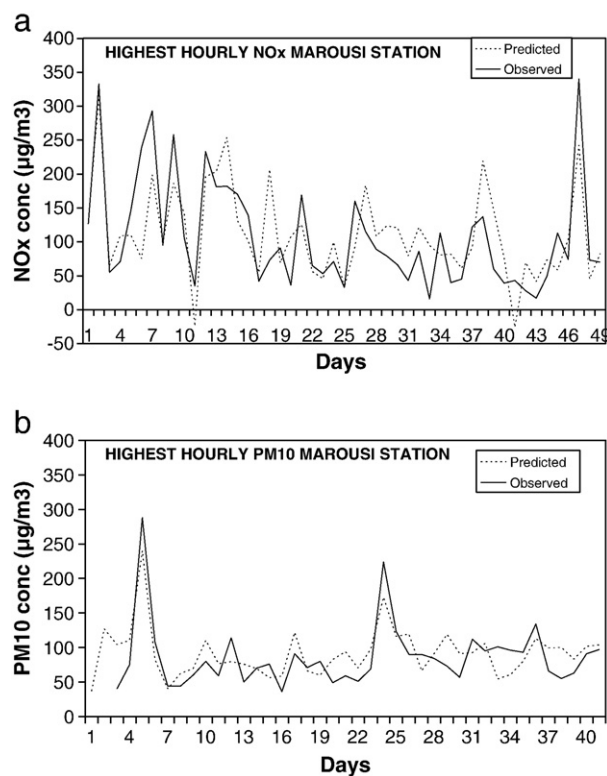 a
HIGHEST HOURLY NOx MAROUSI STATION
Predicted
Observed
NOx conc (µg/m3)
400
350
300
250
200
150
100
50
0
-50
1 4 7 10 13 16 19 22 25 28 31 34 37 40 43 46 49
Days
b
HIGHEST HOURLY PM10 MAROUSI STATION
Predicted
Observed
PM10 conc (µg/m3)
400
350
300
250
200
150
100
50
0
1 4 7 10 13 16 19 22 25 28 31 34 37 40
Days